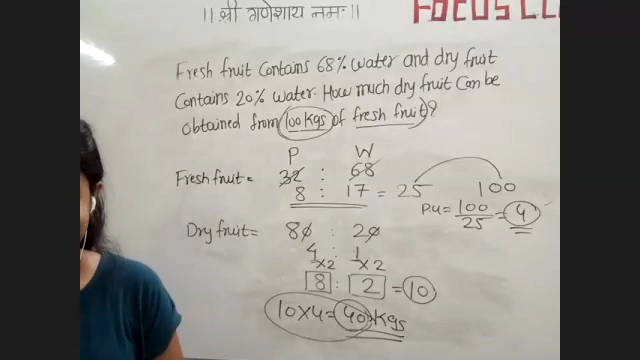 ।। श्री गणेशाय नमः ।।
FOCUS CL
Fresh fruit Contains 68% water and dry fruit
Contains 20% water. How much dry fruit Can be
obtained from 100 kgs of fresh fruit?
P W
Fresh fruit = 32 : 68
8 : 17 = 25 100
P.u = 100/25 = 4
Dry fruit = 80 : 20
4 : 1
×2 ×2
8 : 2 = 10
10×4 = 40 kgs